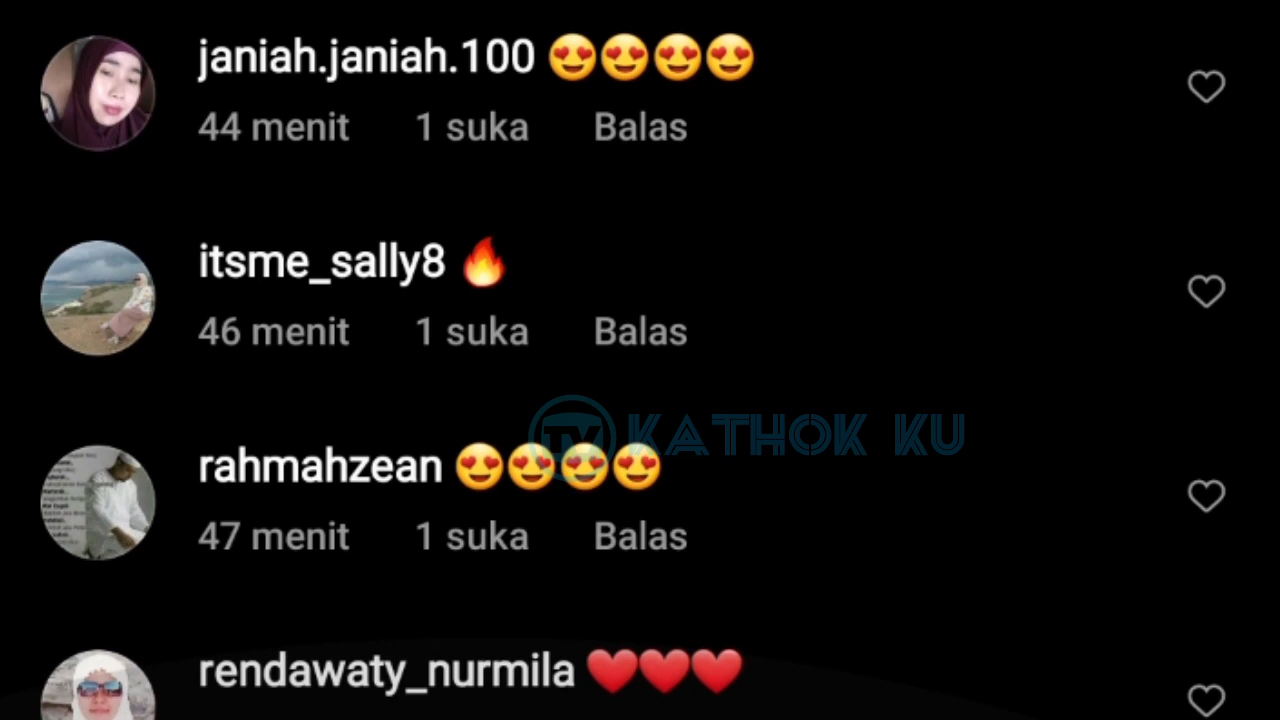 janiah.janiah.100 😍😍😍😍
44 menit 1 suka Balas
itsme_sally8 🔥
46 menit 1 suka Balas
TV KATHOK KU
rahmahzean 😍😍😍😍
47 menit 1 suka Balas
rendawaty_nurmila ❤️❤️❤️